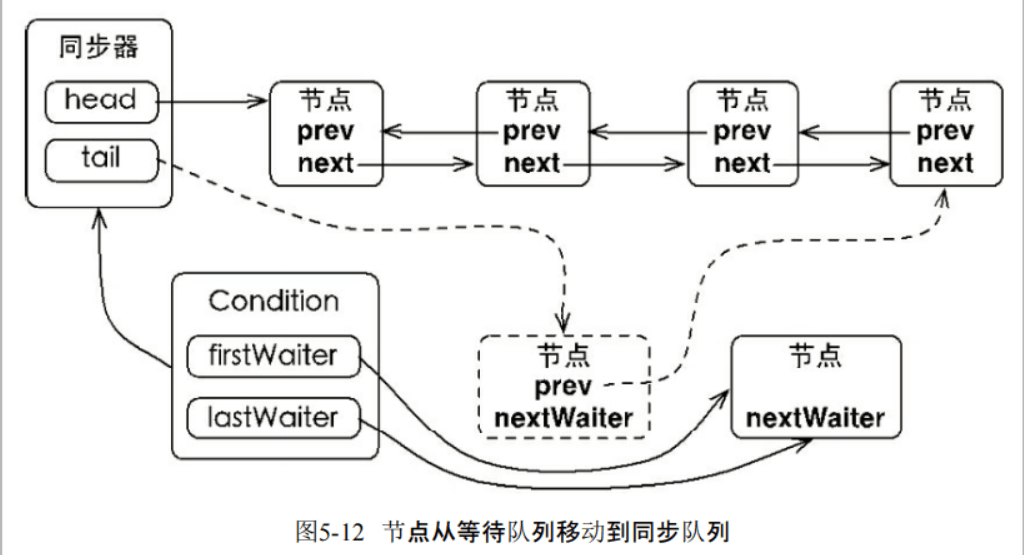 同步器
head
tail
节点
prev
next
节点
prev
next
节点
prev
next
节点
prev
next
Condition
firstWaiter
lastWaiter
节点
prev
nextWaiter
节点
nextWaiter
图5-12 节点从等待队列移动到同步队列